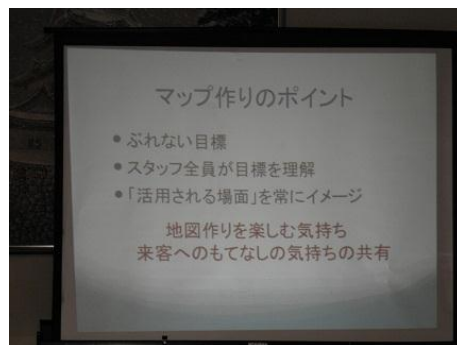 マップ作りのポイント
● ぶれない目標
● スタッフ全員が目標を理解
● 「活用される場面」を常にイメージ
地図作りを楽しむ気持ち
来客へのもてなしの気持ちの共有